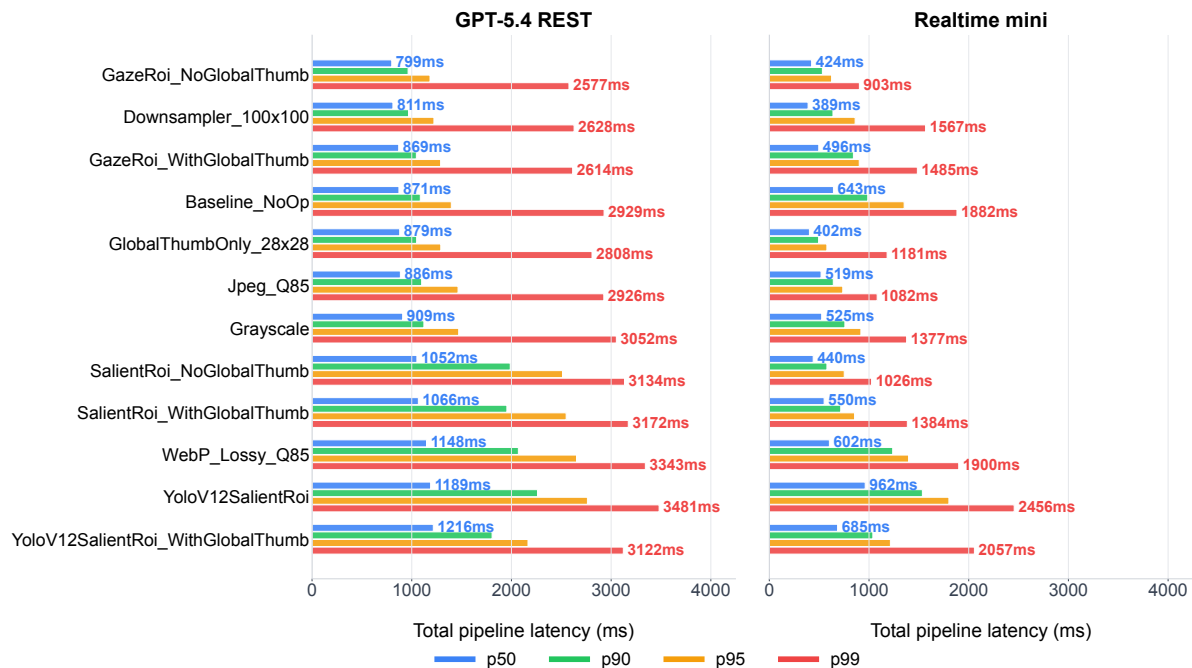 GPT-5.4 REST
Realtime mini
GazeRoi_NoGlobalThumb 799ms 2577ms 424ms 903ms
Downsampler_100x100 811ms 2628ms 389ms 1567ms
GazeRoi_WithGlobalThumb 869ms 2614ms 496ms 1485ms
Baseline_NoOp 871ms 2929ms 643ms 1882ms
GlobalThumbOnly_28x28 879ms 2808ms 402ms 1181ms
Jpeg_Q85 886ms 2926ms 519ms 1082ms
Grayscale 909ms 3052ms 525ms 1377ms
SalientRoi_NoGlobalThumb 1052ms 3134ms 440ms 1026ms
SalientRoi_WithGlobalThumb 1066ms 3172ms 550ms 1384ms
WebP_Lossy_Q85 1148ms 3343ms 602ms 1900ms
YoloV12SalientRoi 1189ms 3481ms 962ms 2456ms
YoloV12SalientRoi_WithGlobalThumb 1216ms 3122ms 685ms 2057ms
0 1000 2000 3000 4000 0 1000 2000 3000 4000
Total pipeline latency (ms) Total pipeline latency (ms)
p50 p90 p95 p99